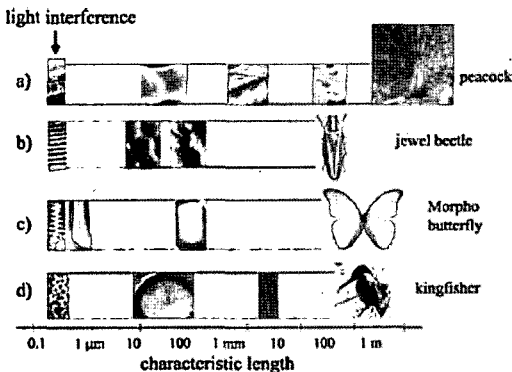 light interference
a)
peacock
b)
jewel beetle
c)
Morpho
butterfly
d)
kingfisher
0.1 1 μm 10 100 1 mm 10 100 1 m
characteristic length